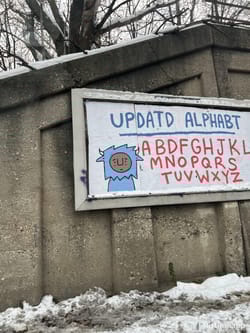 UPDATD ALPHABT
ABDFGHJKL
MNOPQRS
TUVWXYZ